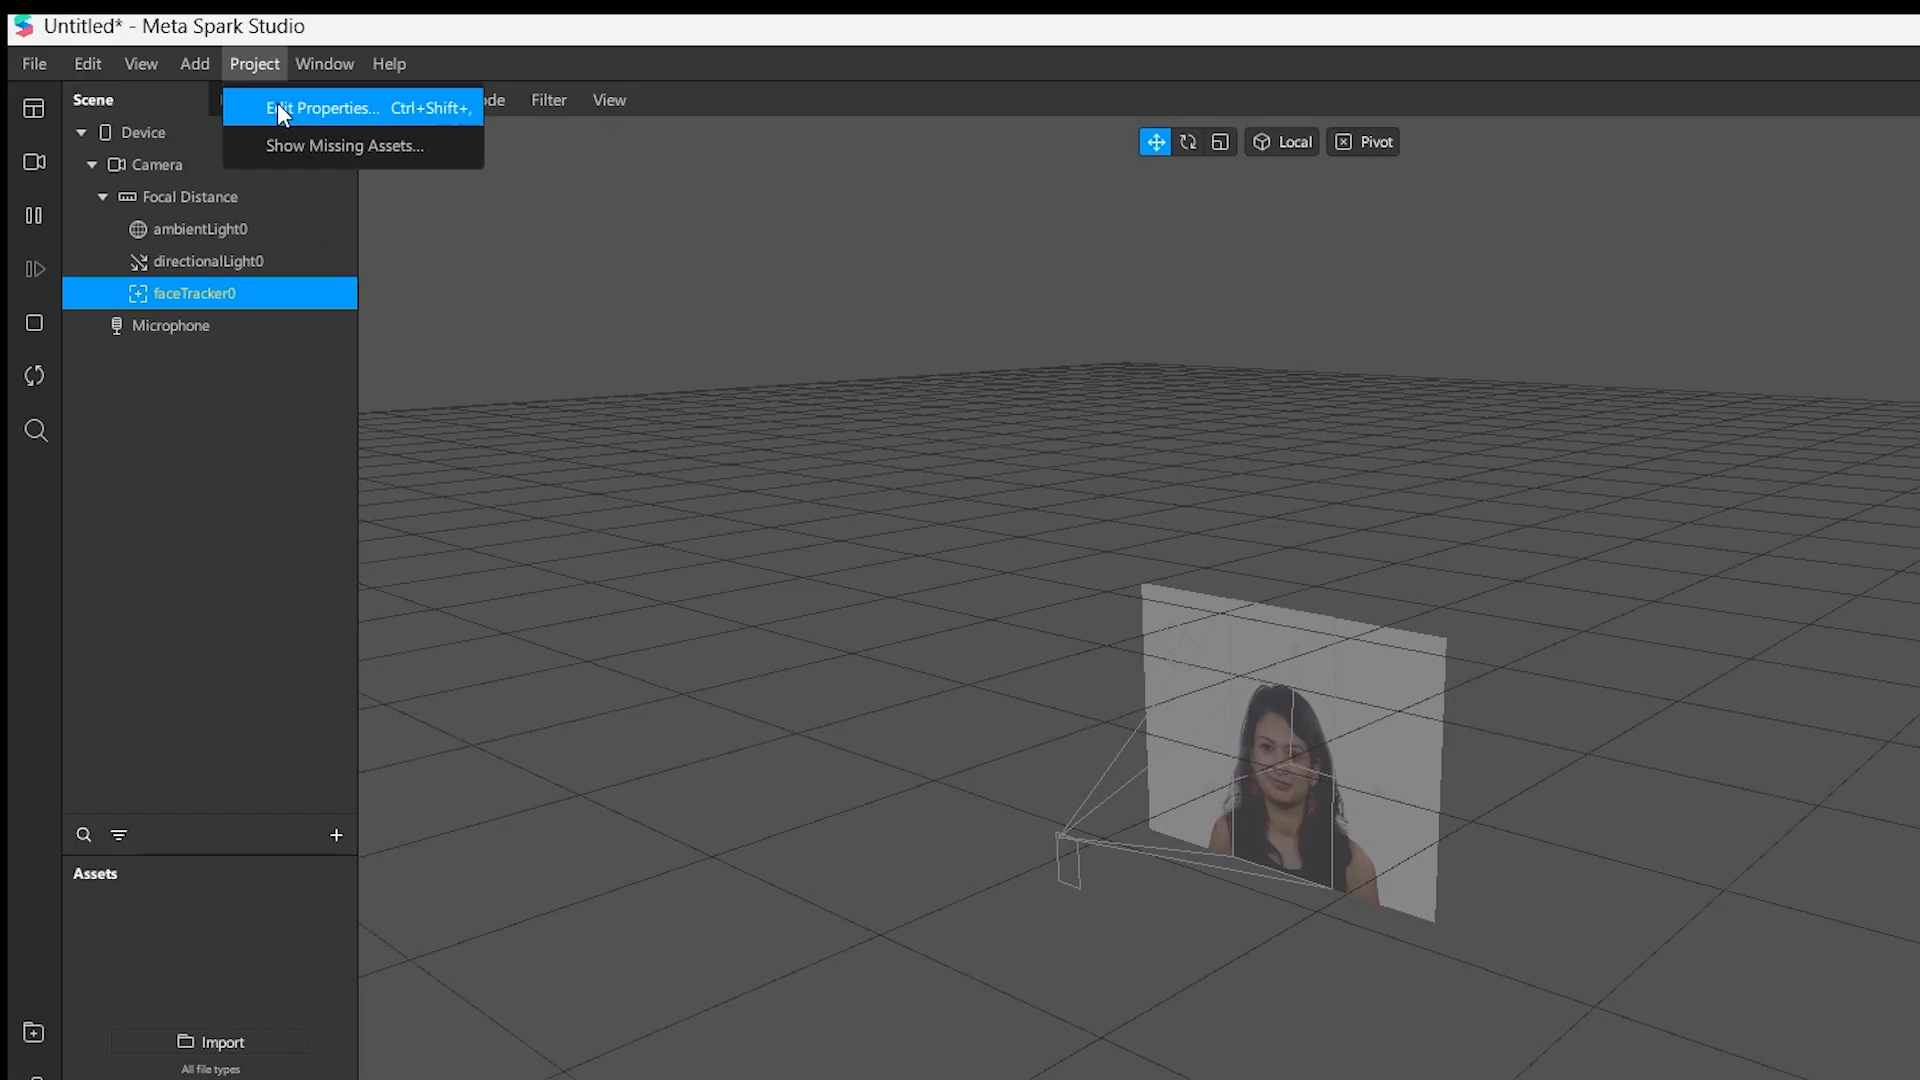 Untitled* - Meta Spark Studio
File Edit View Add Project Window Help
Scene
Edit Properties... Ctrl+Shift+,
Filter View
Device
Show Missing Assets...
Local Pivot
Camera
Focal Distance
ambientLight0
directionalLight0
faceTracker0
Microphone
Assets
Import
All file types